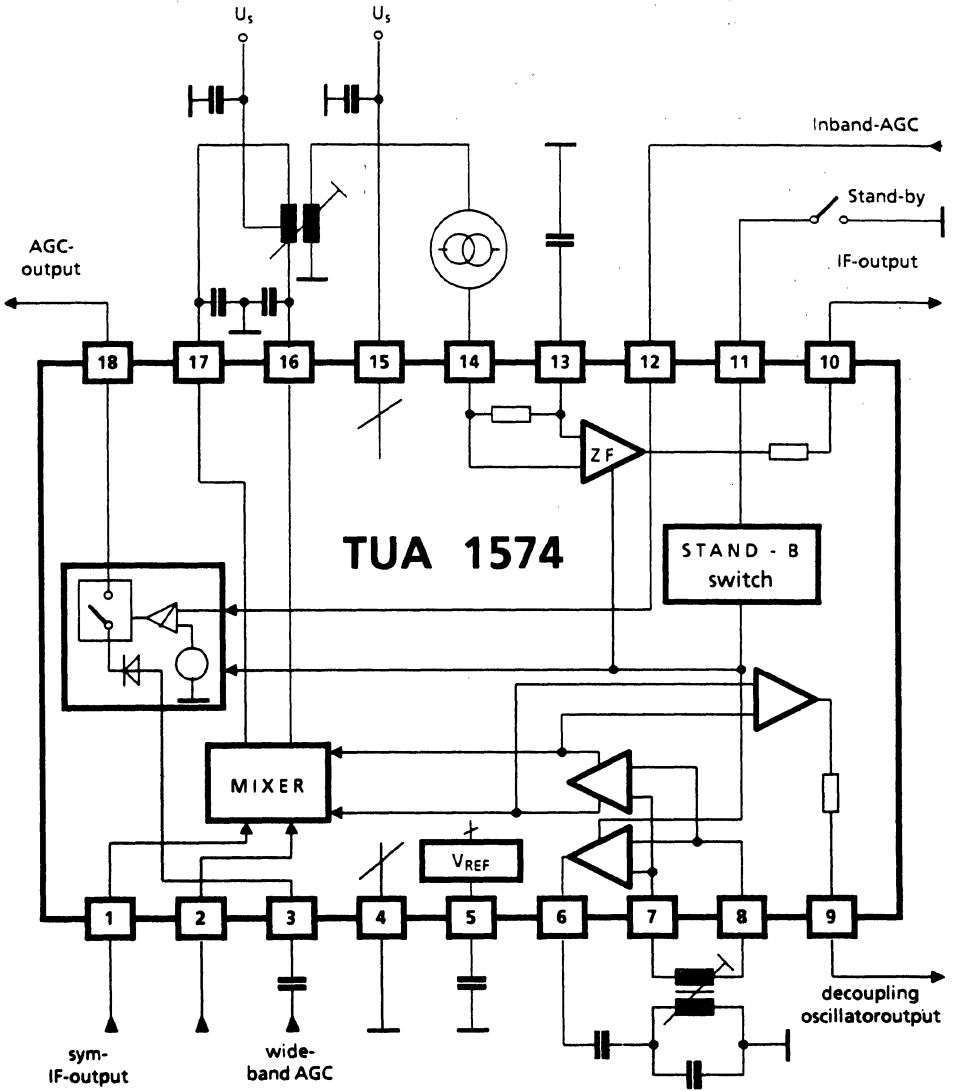 Us Us
Inband-AGC
Stand-by
AGC-
output
IF-output
18 17 16 15 14 13 12 11 10
ZF
TUA 1574
STAND - B
switch
MIXER
VREF
1 2 3 4 5 6 7 8 9
decoupling
oscillatoroutput
sym-
IF-output
wide-
band AGC